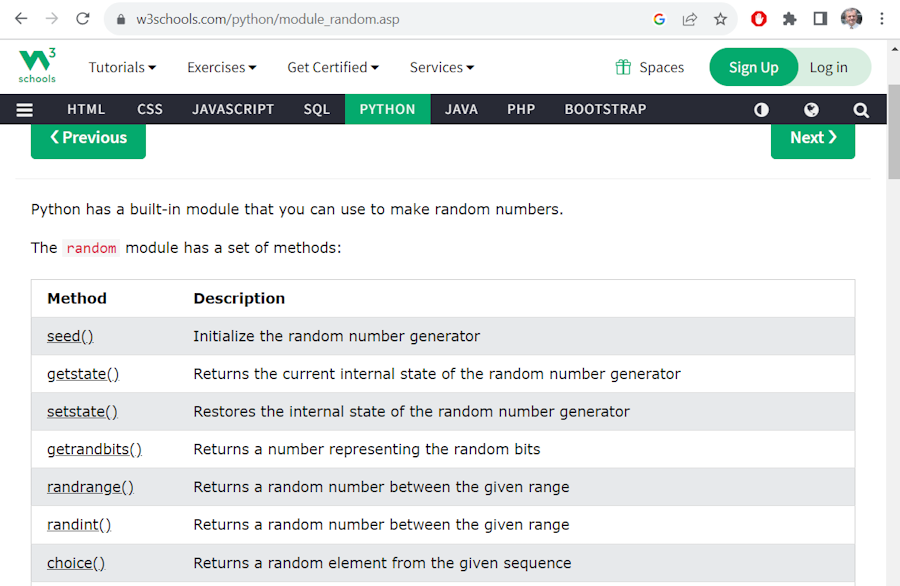 w3schools.com/python/module_random.asp
W3
schools
Tutorials Exercises Get Certified Services Spaces Sign Up Log in
HTML CSS JAVASCRIPT SQL PYTHON JAVA PHP BOOTSTRAP
❮ Previous Next ❯
Python has a built-in module that you can use to make random numbers.
The random module has a set of methods:
Method Description
seed() Initialize the random number generator
getstate() Returns the current internal state of the random number generator
setstate() Restores the internal state of the random number generator
getrandbits() Returns a number representing the random bits
randrange() Returns a random number between the given range
randint() Returns a random number between the given range
choice() Returns a random element from the given sequence